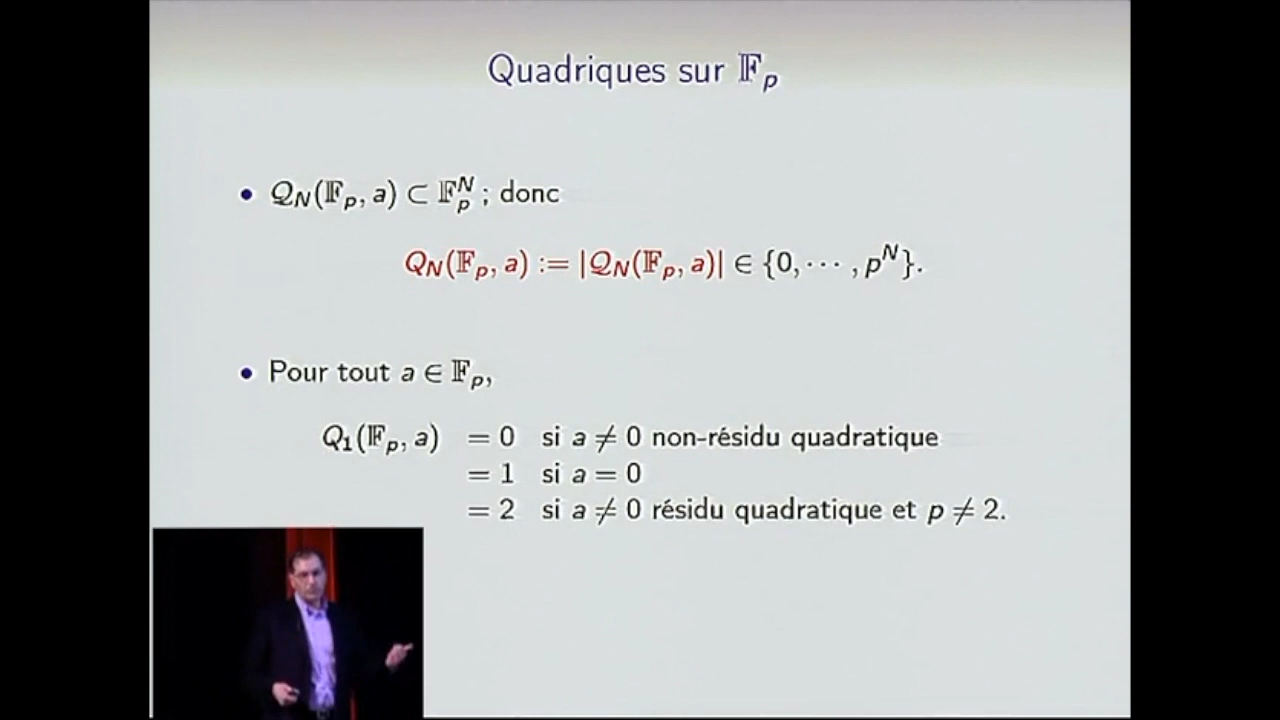 Quadriques sur 𝔽ₚ
• 𝒬_N(𝔽_p, a) ⊂ 𝔽_p^N ; donc
Q_N(𝔽_p, a) := |𝒬_N(𝔽_p, a)| ∈ {0, ⋯ , p^N}.
• Pour tout a ∈ 𝔽_p,
Q_1(𝔽_p, a) = 0 si a ≠ 0 non-résidu quadratique
= 1 si a = 0
= 2 si a ≠ 0 résidu quadratique et p ≠ 2.